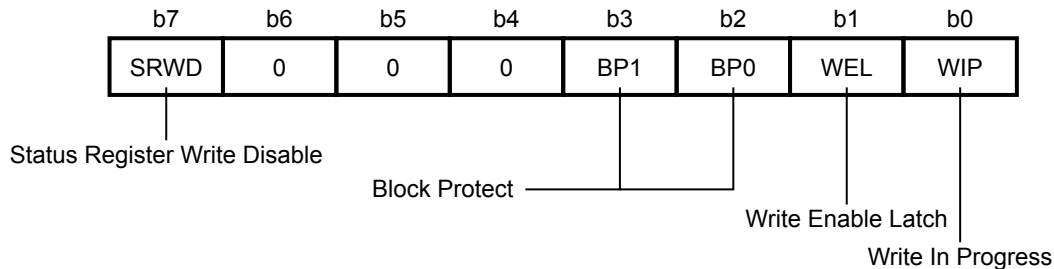 b7 b6 b5 b4 b3 b2 b1 b0
SRWD 0 0 0 BP1 BP0 WEL WIP
Status Register Write Disable
Block Protect
Write Enable Latch
Write In Progress